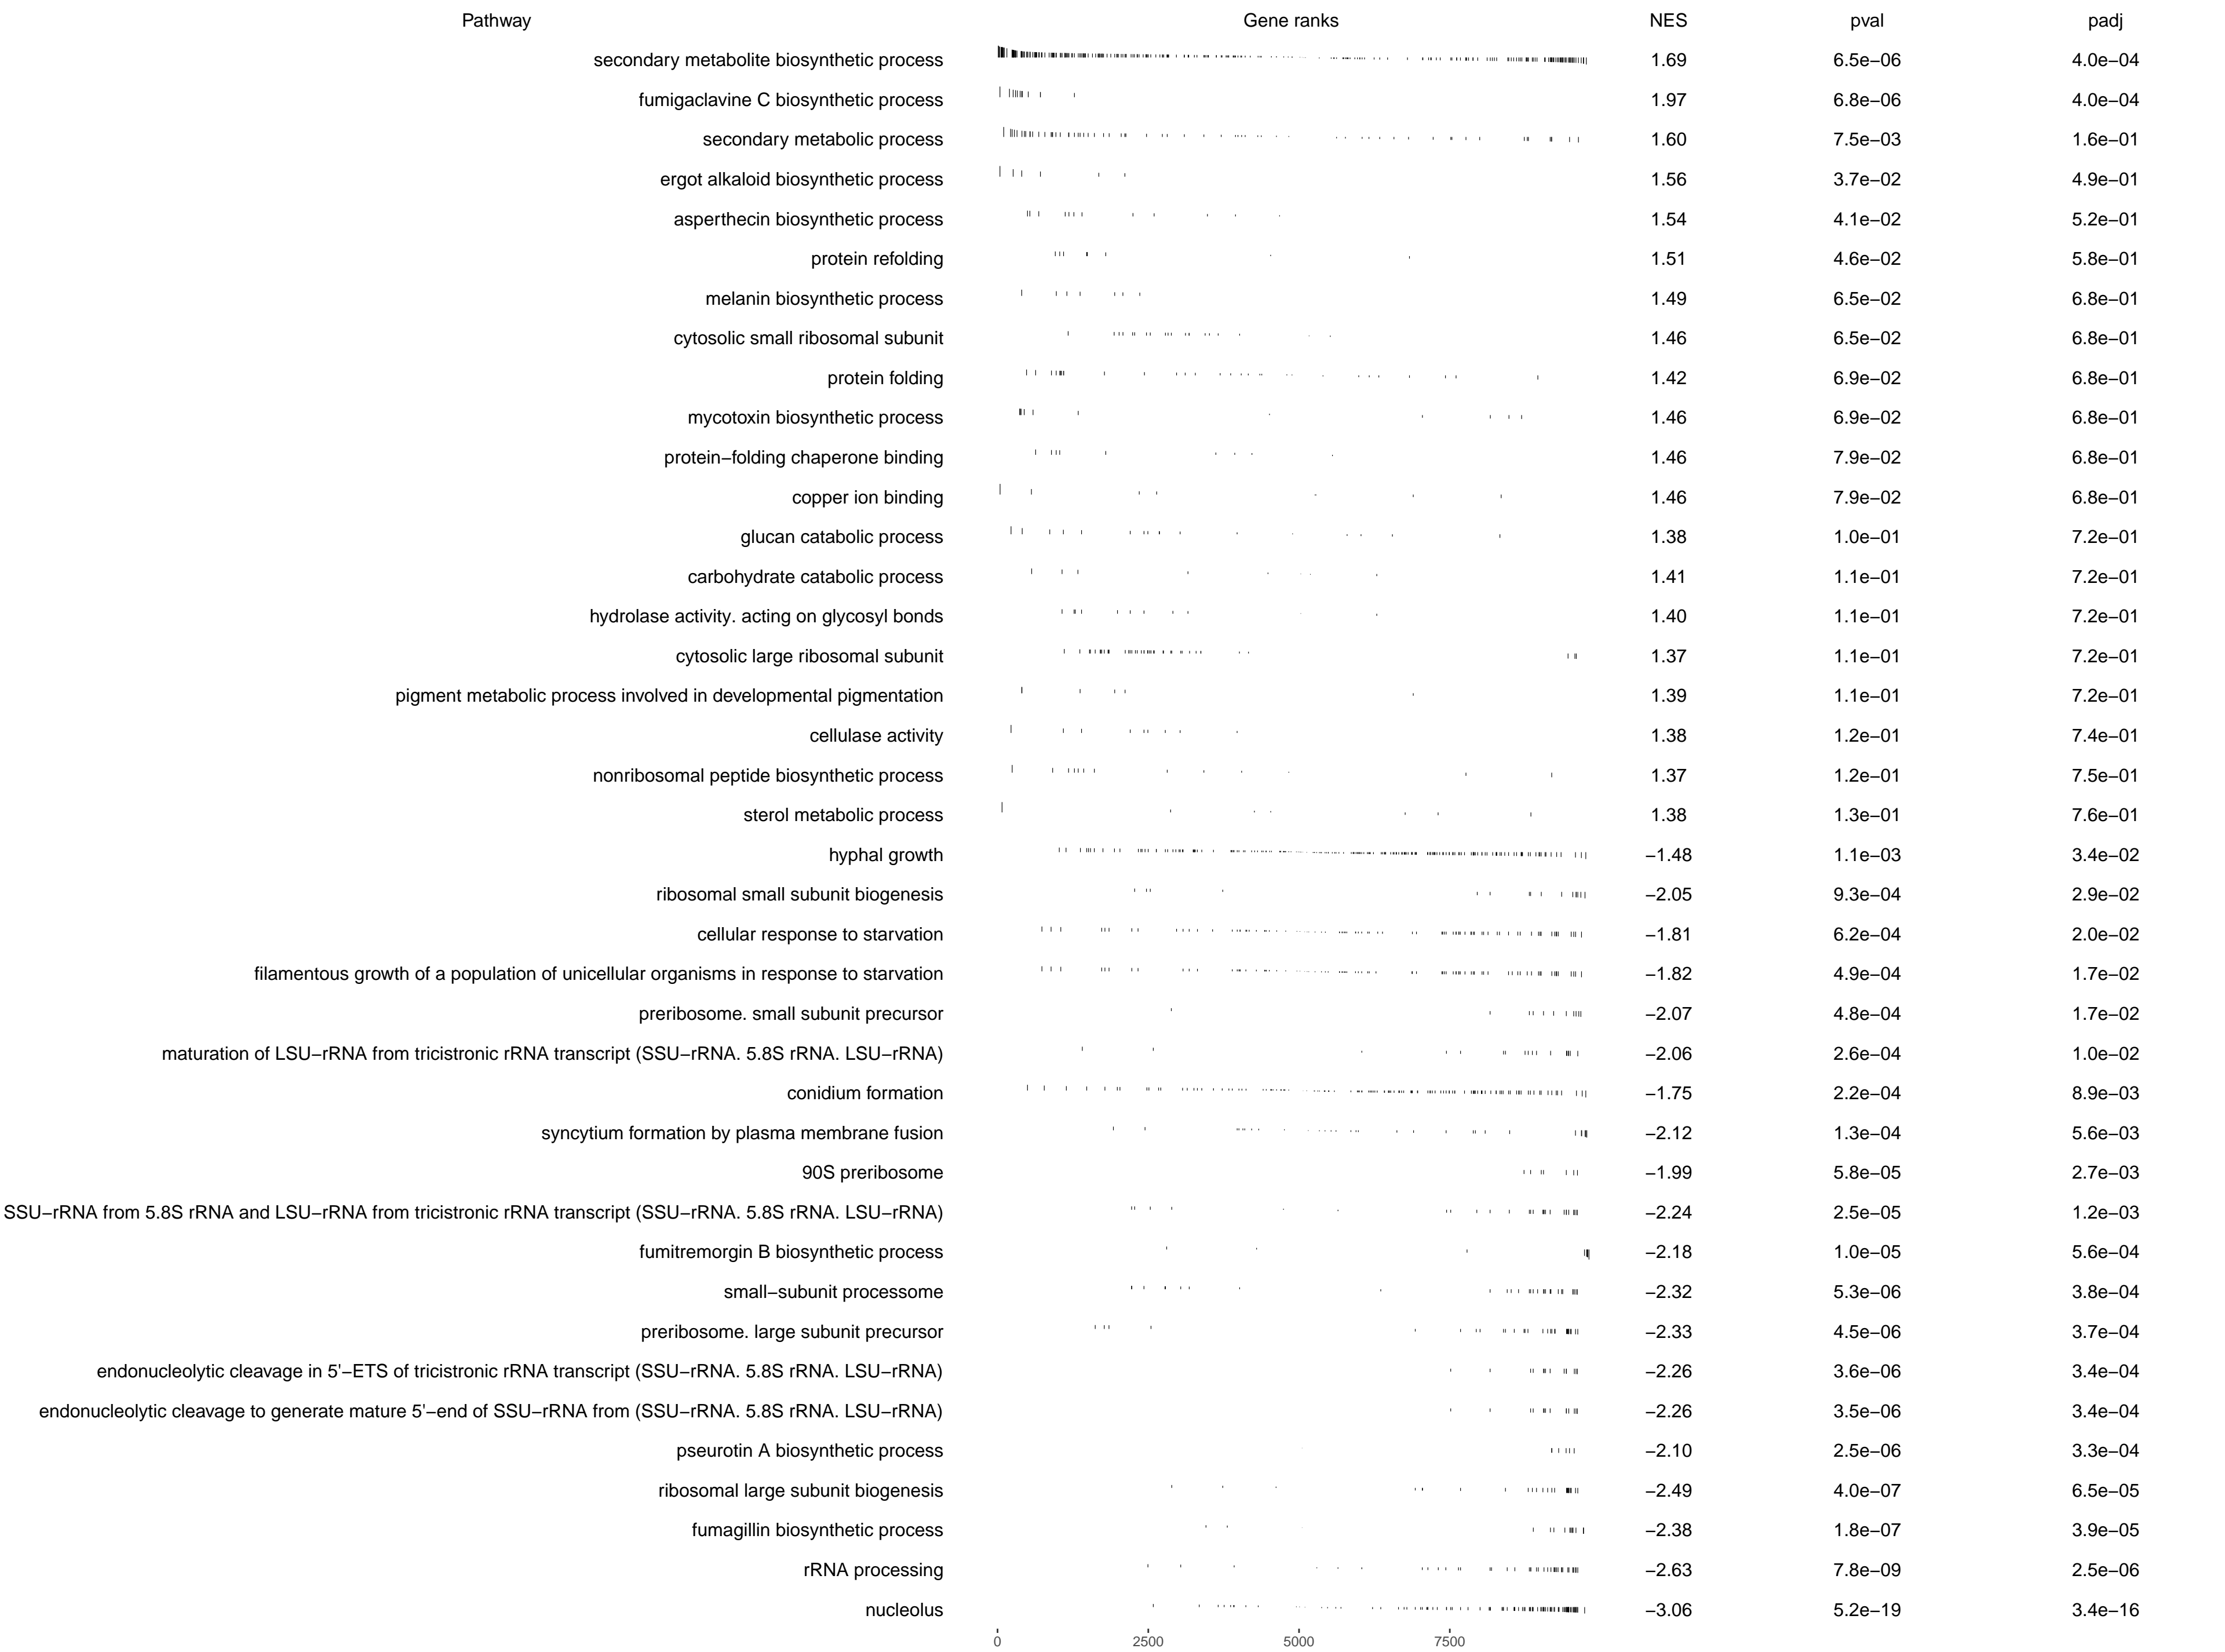 Pathway Gene ranks NES pval padj
secondary metabolite biosynthetic process 1.69 6.5e−06 4.0e−04
fumigaclavine C biosynthetic process 1.97 6.8e−06 4.0e−04
secondary metabolic process 1.60 7.5e−03 1.6e−01
ergot alkaloid biosynthetic process 1.56 3.7e−02 4.9e−01
asperthecin biosynthetic process 1.54 4.1e−02 5.2e−01
protein refolding 1.51 4.6e−02 5.8e−01
melanin biosynthetic process 1.49 6.5e−02 6.8e−01
cytosolic small ribosomal subunit 1.46 6.5e−02 6.8e−01
protein folding 1.42 6.9e−02 6.8e−01
mycotoxin biosynthetic process 1.46 6.9e−02 6.8e−01
protein−folding chaperone binding 1.46 7.9e−02 6.8e−01
copper ion binding 1.46 7.9e−02 6.8e−01
glucan catabolic process 1.38 1.0e−01 7.2e−01
carbohydrate catabolic process 1.41 1.1e−01 7.2e−01
hydrolase activity. acting on glycosyl bonds 1.40 1.1e−01 7.2e−01
cytosolic large ribosomal subunit 1.37 1.1e−01 7.2e−01
pigment metabolic process involved in developmental pigmentation 1.39 1.1e−01 7.2e−01
cellulase activity 1.38 1.2e−01 7.4e−01
nonribosomal peptide biosynthetic process 1.37 1.2e−01 7.5e−01
sterol metabolic process 1.38 1.3e−01 7.6e−01
hyphal growth −1.48 1.1e−03 3.4e−02
ribosomal small subunit biogenesis −2.05 9.3e−04 2.9e−02
cellular response to starvation −1.81 6.2e−04 2.0e−02
filamentous growth of a population of unicellular organisms in response to starvation −1.82 4.9e−04 1.7e−02
preribosome. small subunit precursor −2.07 4.8e−04 1.7e−02
maturation of LSU−rRNA from tricistronic rRNA transcript (SSU−rRNA. 5.8S rRNA. LSU−rRNA) −2.06 2.6e−04 1.0e−02
conidium formation −1.75 2.2e−04 8.9e−03
syncytium formation by plasma membrane fusion −2.12 1.3e−04 5.6e−03
90S preribosome −1.99 5.8e−05 2.7e−03
SSU−rRNA from 5.8S rRNA and LSU−rRNA from tricistronic rRNA transcript (SSU−rRNA. 5.8S rRNA. LSU−rRNA) −2.24 2.5e−05 1.2e−03
fumitremorgin B biosynthetic process −2.18 1.0e−05 5.6e−04
small−subunit processome −2.32 5.3e−06 3.8e−04
preribosome. large subunit precursor −2.33 4.5e−06 3.7e−04
endonucleolytic cleavage in 5'−ETS of tricistronic rRNA transcript (SSU−rRNA. 5.8S rRNA. LSU−rRNA) −2.26 3.6e−06 3.4e−04
endonucleolytic cleavage to generate mature 5'−end of SSU−rRNA from (SSU−rRNA. 5.8S rRNA. LSU−rRNA) −2.26 3.5e−06 3.4e−04
pseurotin A biosynthetic process −2.10 2.5e−06 3.3e−04
ribosomal large subunit biogenesis −2.49 4.0e−07 6.5e−05
fumagillin biosynthetic process −2.38 1.8e−07 3.9e−05
rRNA processing −2.63 7.8e−09 2.5e−06
nucleolus −3.06 5.2e−19 3.4e−16
0 2500 5000 7500